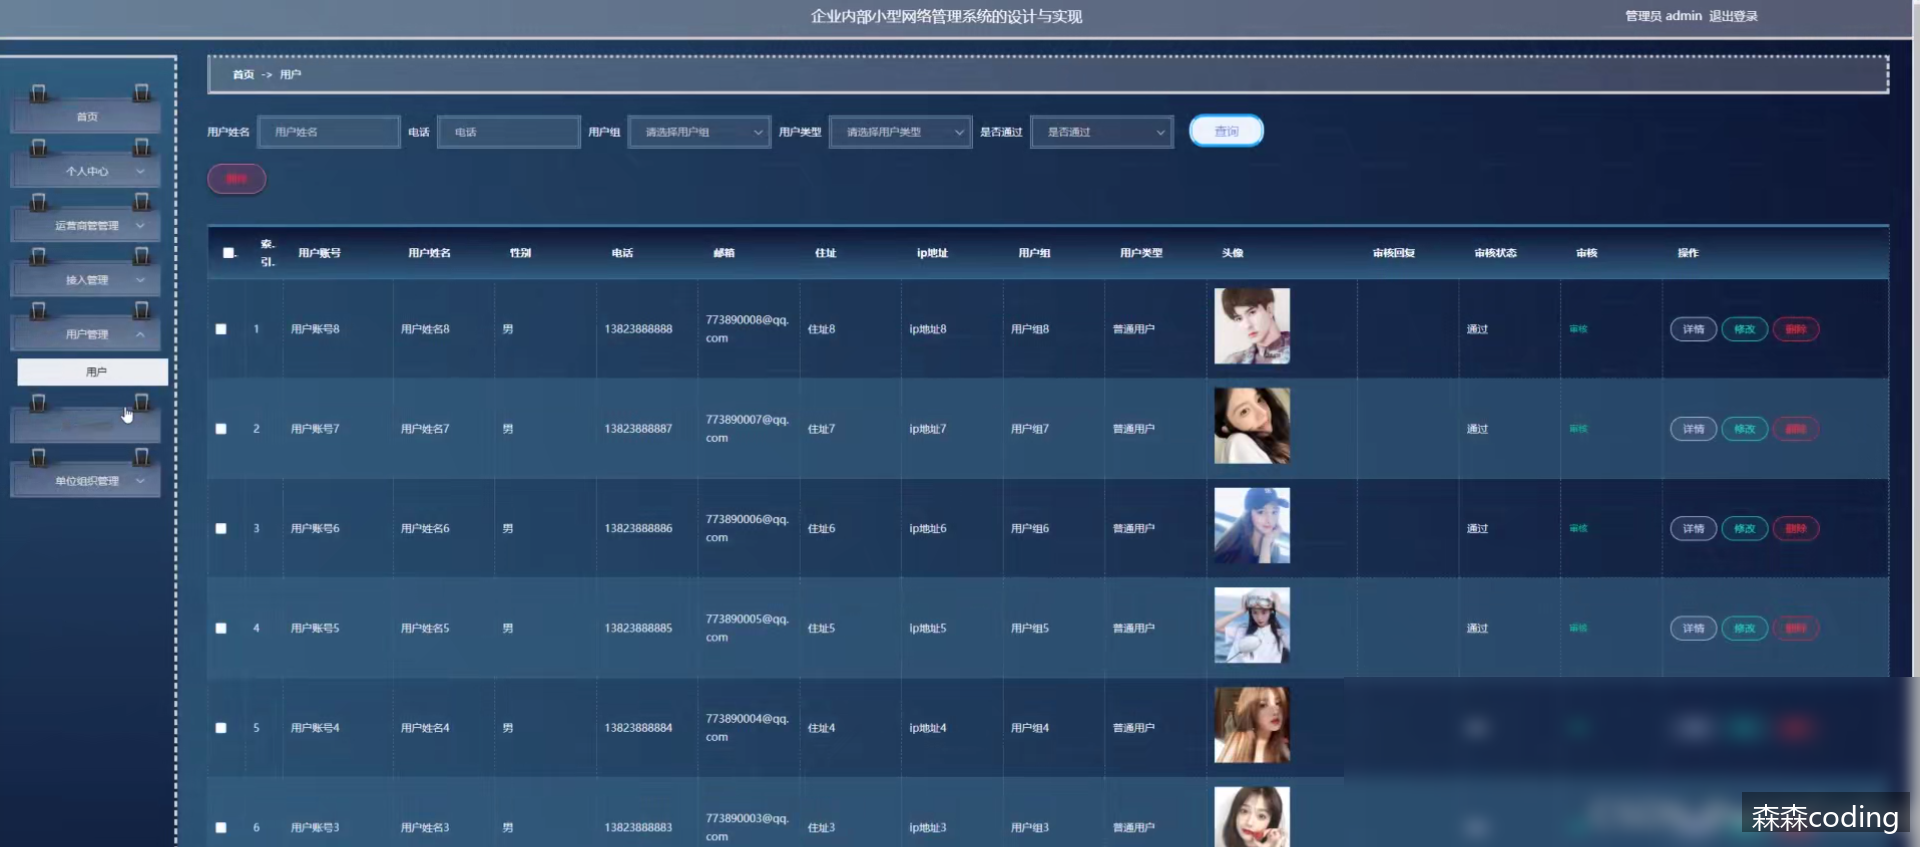 企业内部小型网络管理系统的设计与实现
管理员 admin 退出登录
首页 -> 用户
首页
个人中心
运营商管管理
接入管理
用户管理
用户
单位组织管理
用户姓名 用户姓名 电话 电话 用户组 请选择用户组 用户类型 请选择用户类型 是否通过 是否通过 查询
删除
索引 用户账号 用户姓名 性别 电话 邮箱 住址 ip地址 用户组 用户类型 头像 审核回复 审核状态 审核 操作
1 用户账号8 用户姓名8 男 13823888888 773890008@qq.com 住址8 ip地址8 用户组8 普通用户 通过 审核 详情 修改 删除
2 用户账号7 用户姓名7 男 13823888887 773890007@qq.com 住址7 ip地址7 用户组7 普通用户 通过 审核 详情 修改 删除
3 用户账号6 用户姓名6 男 13823888886 773890006@qq.com 住址6 ip地址6 用户组6 普通用户 通过 审核 详情 修改 删除
4 用户账号5 用户姓名5 男 13823888885 773890005@qq.com 住址5 ip地址5 用户组5 普通用户 通过 审核 详情 修改 删除
5 用户账号4 用户姓名4 男 13823888884 773890004@qq.com 住址4 ip地址4 用户组4 普通用户
6 用户账号3 用户姓名3 男 13823888883 773890003@qq.com 住址3 ip地址3 用户组3 普通用户
森森coding